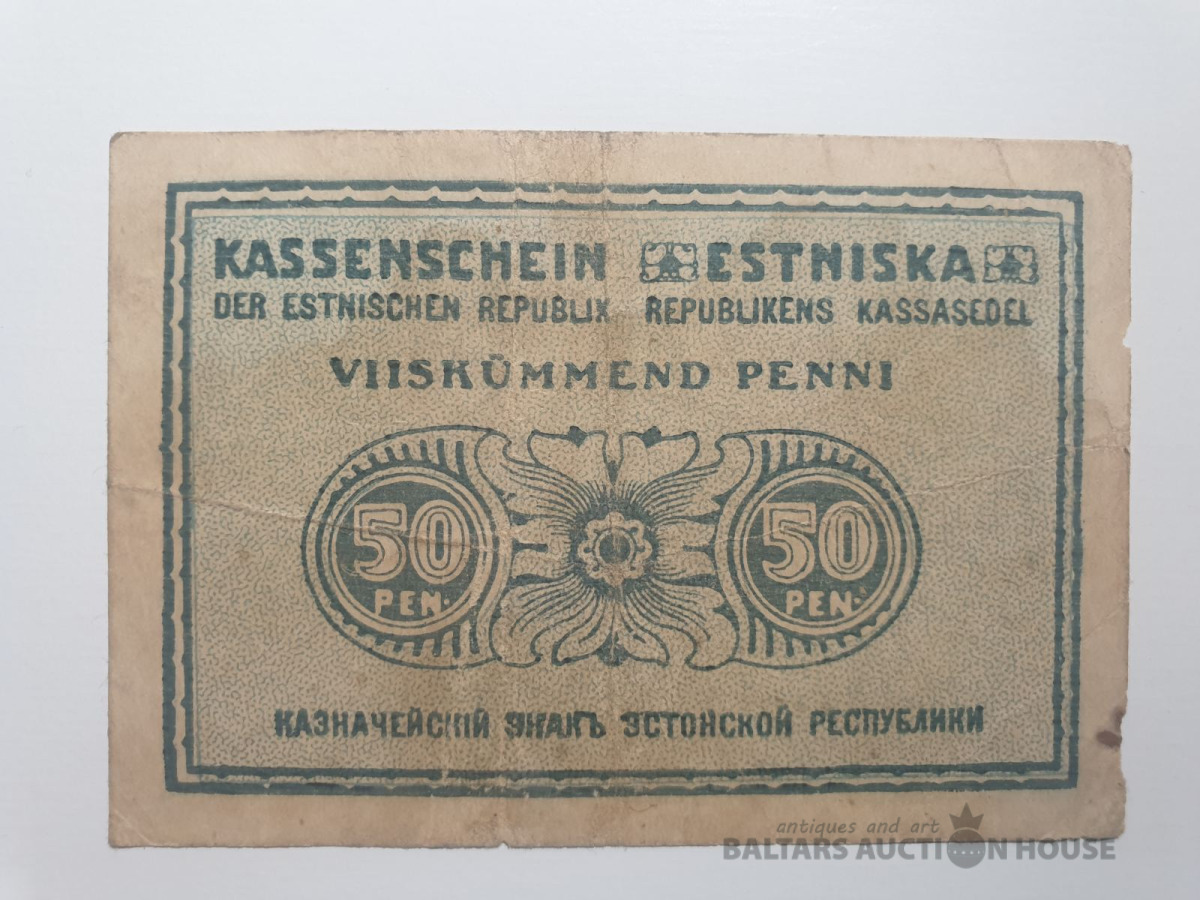 KASSENSCHEIN
DER ESTNISCHEN REPUBLIK
ESTNISKA
REPUBLIKENS KASSASEDEL
VIISKÜMMEND PENNI
50
PEN.
50
PEN.
КАЗНАЧЕЙСКІЙ ЗНАКЪ ЭСТОНСКОЙ РЕСПУБЛИКИ
antiques and art
BALTARS AUCTION HOUSE